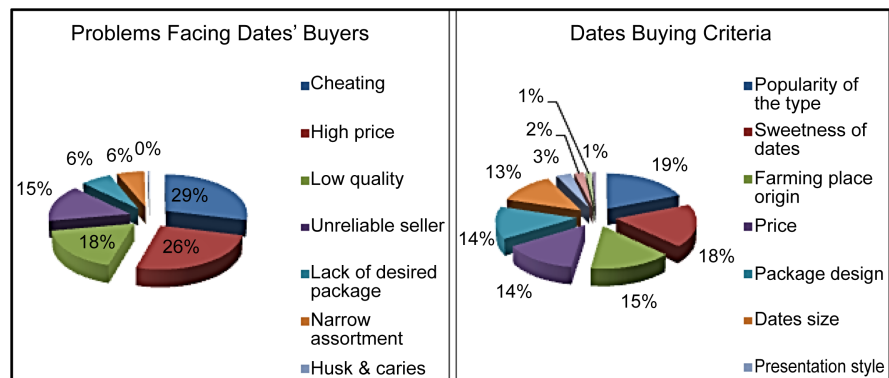 Problems Facing Dates' Buyers
Cheating
High price
Low quality
Unreliable seller
Lack of desired
package
Narrow
assortment
Husk & caries
0%
6%
6%
15%
29%
18%
26%
Dates Buying Criteria
Popularity of
the type
Sweetness of
dates
Farming place
origin
Price
Package design
Dates size
Presentation style
1%
2%
1%
3%
13%
19%
14%
18%
14%
15%